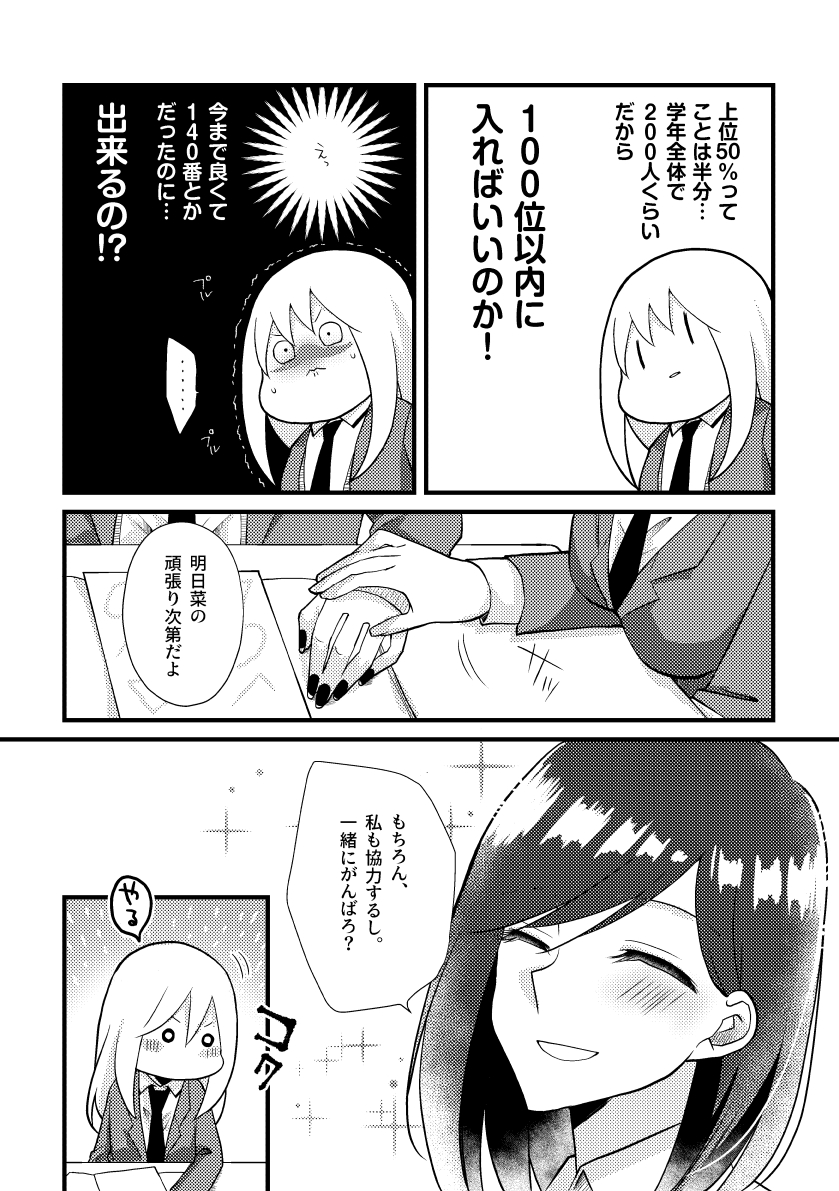 上位50%って
ことは半分…
学年全体で
200人くらい
だから
100位以内に
入ればいいのか!
えっ
今まで良くて
140番とか
だったのに…
出来るの!?
プル
……
プル
明日菜の
頑張り次第だよ
もちろん、
私も協力するし。
一緒にがんばろ?
やる
コク